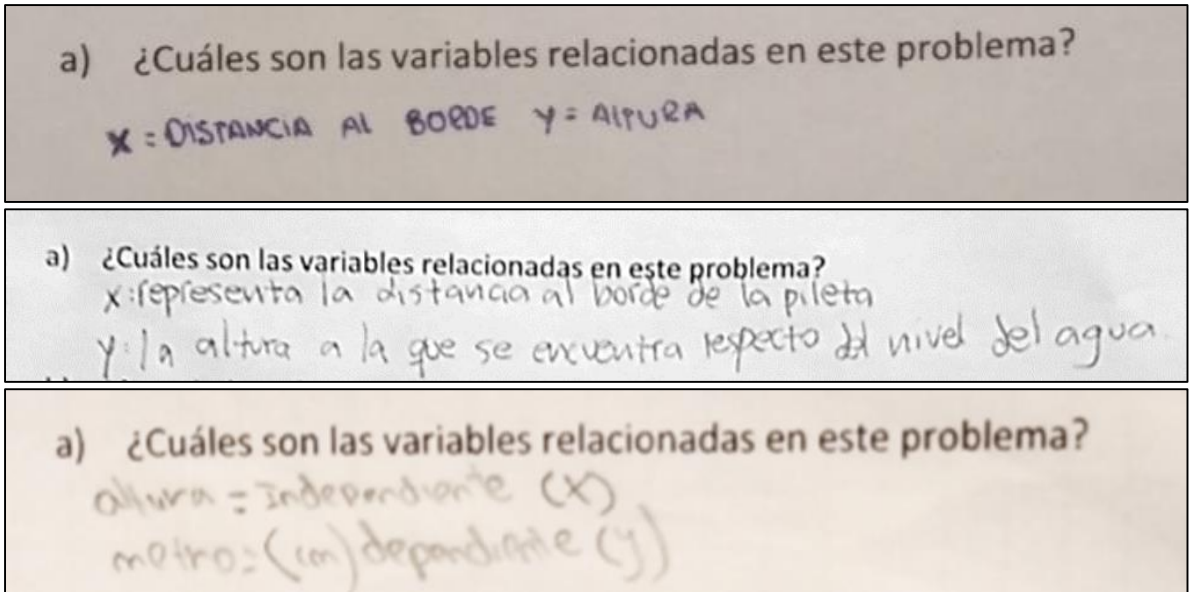 a) ¿Cuáles son las variables relacionadas en este problema?
X = DISTANCIA AL BORDE Y = ALTURA
a) ¿Cuáles son las variables relacionadas en este problema?
X: representa la distancia al borde de la pileta
Y: la altura a la que se encuentra respecto del nivel del agua.
a) ¿Cuáles son las variables relacionadas en este problema?
altura = Independiente (X)
metro = (cm) dependiente (y)